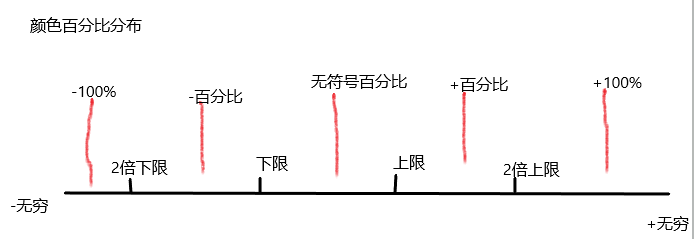 颜色百分比分布
-100%
-百分比
无符号百分比
+百分比
+100%
2倍下限
下限
上限
2倍上限
-无穷
+无穷